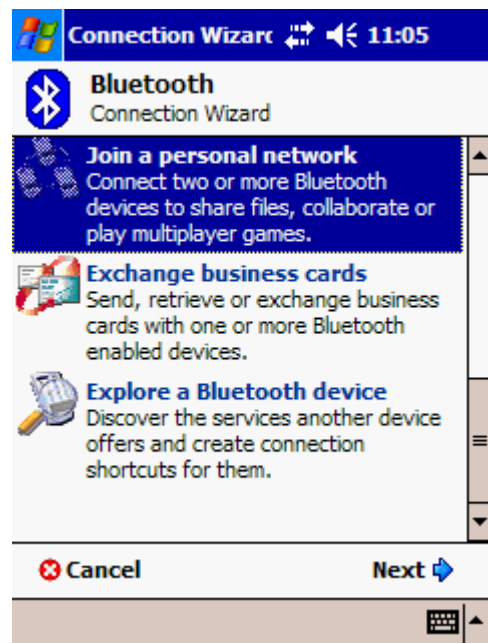 Connection Wizarc 11:05
Bluetooth
Connection Wizard
Join a personal network
Connect two or more Bluetooth
devices to share files, collaborate or
play multiplayer games.
Exchange business cards
Send, retrieve or exchange business
cards with one or more Bluetooth
enabled devices.
Explore a Bluetooth device
Discover the services another device
offers and create connection
shortcuts for them.
Cancel Next